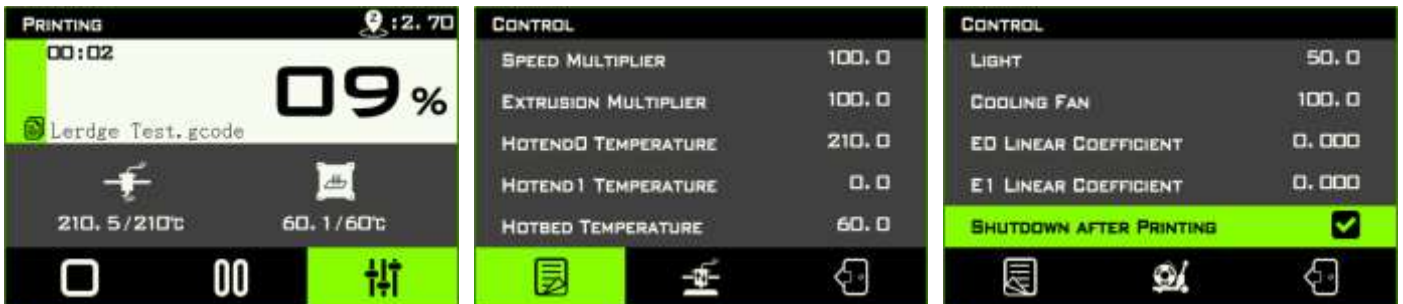 PRINTING
Z :2.70
00:02
09%
Lerdge Test.gcode
210.5/210℃
60.1/60℃
CONTROL
SPEED MULTIPLIER 100.0
EXTRUSION MULTIPLIER 100.0
HOTEND0 TEMPERATURE 210.0
HOTEND1 TEMPERATURE 0.0
HOTBED TEMPERATURE 60.0
CONTROL
LIGHT 50.0
COOLING FAN 100.0
E0 LINEAR COEFFICIENT 0.000
E1 LINEAR COEFFICIENT 0.000
SHUTDOWN AFTER PRINTING